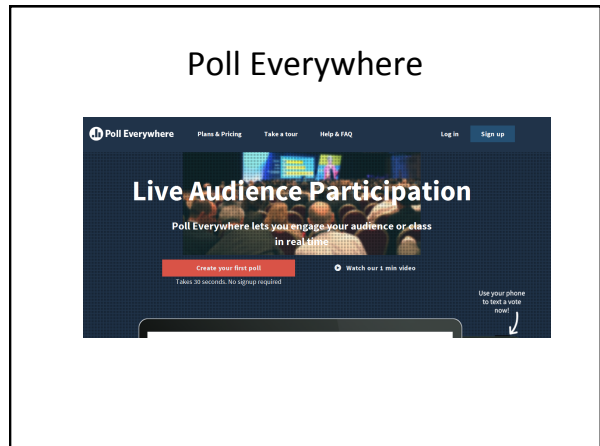 Poll Everywhere
Poll Everywhere Plans & Pricing Take a tour Help & FAQ Log in Sign up
Live Audience Participation
Poll Everywhere lets you engage your audience or class
in real time
Create your first poll Watch our 1 min video
Takes 30 seconds. No signup required
Use your phone
to text a vote
now!